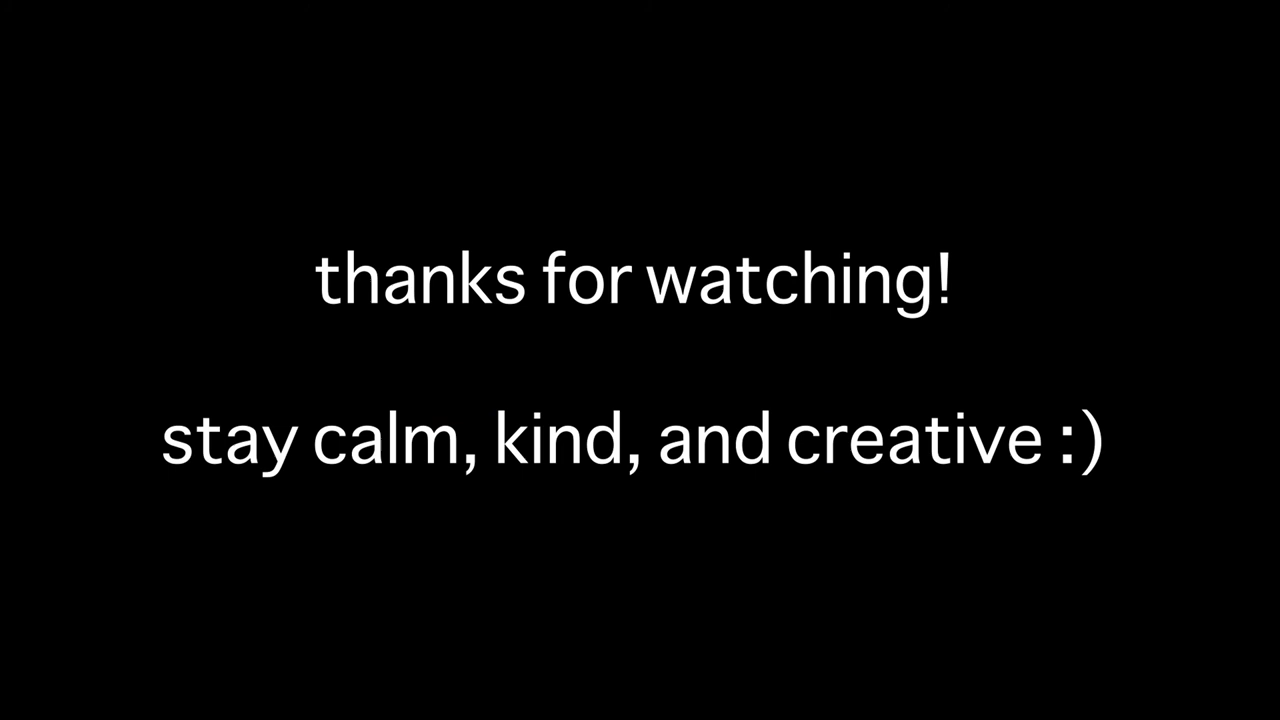 thanks for watching!
stay calm, kind, and creative :)